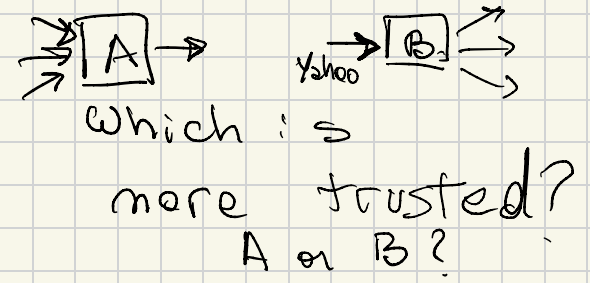 A B
Yahoo
Which is
more trusted?
A or B?